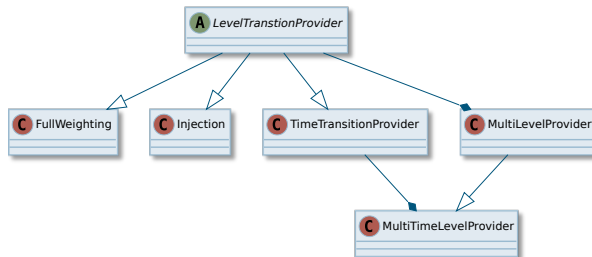 A LevelTranstionProvider
C FullWeighting
C Injection
C TimeTransitionProvider
C MultiLevelProvider
C MultiTimeLevelProvider